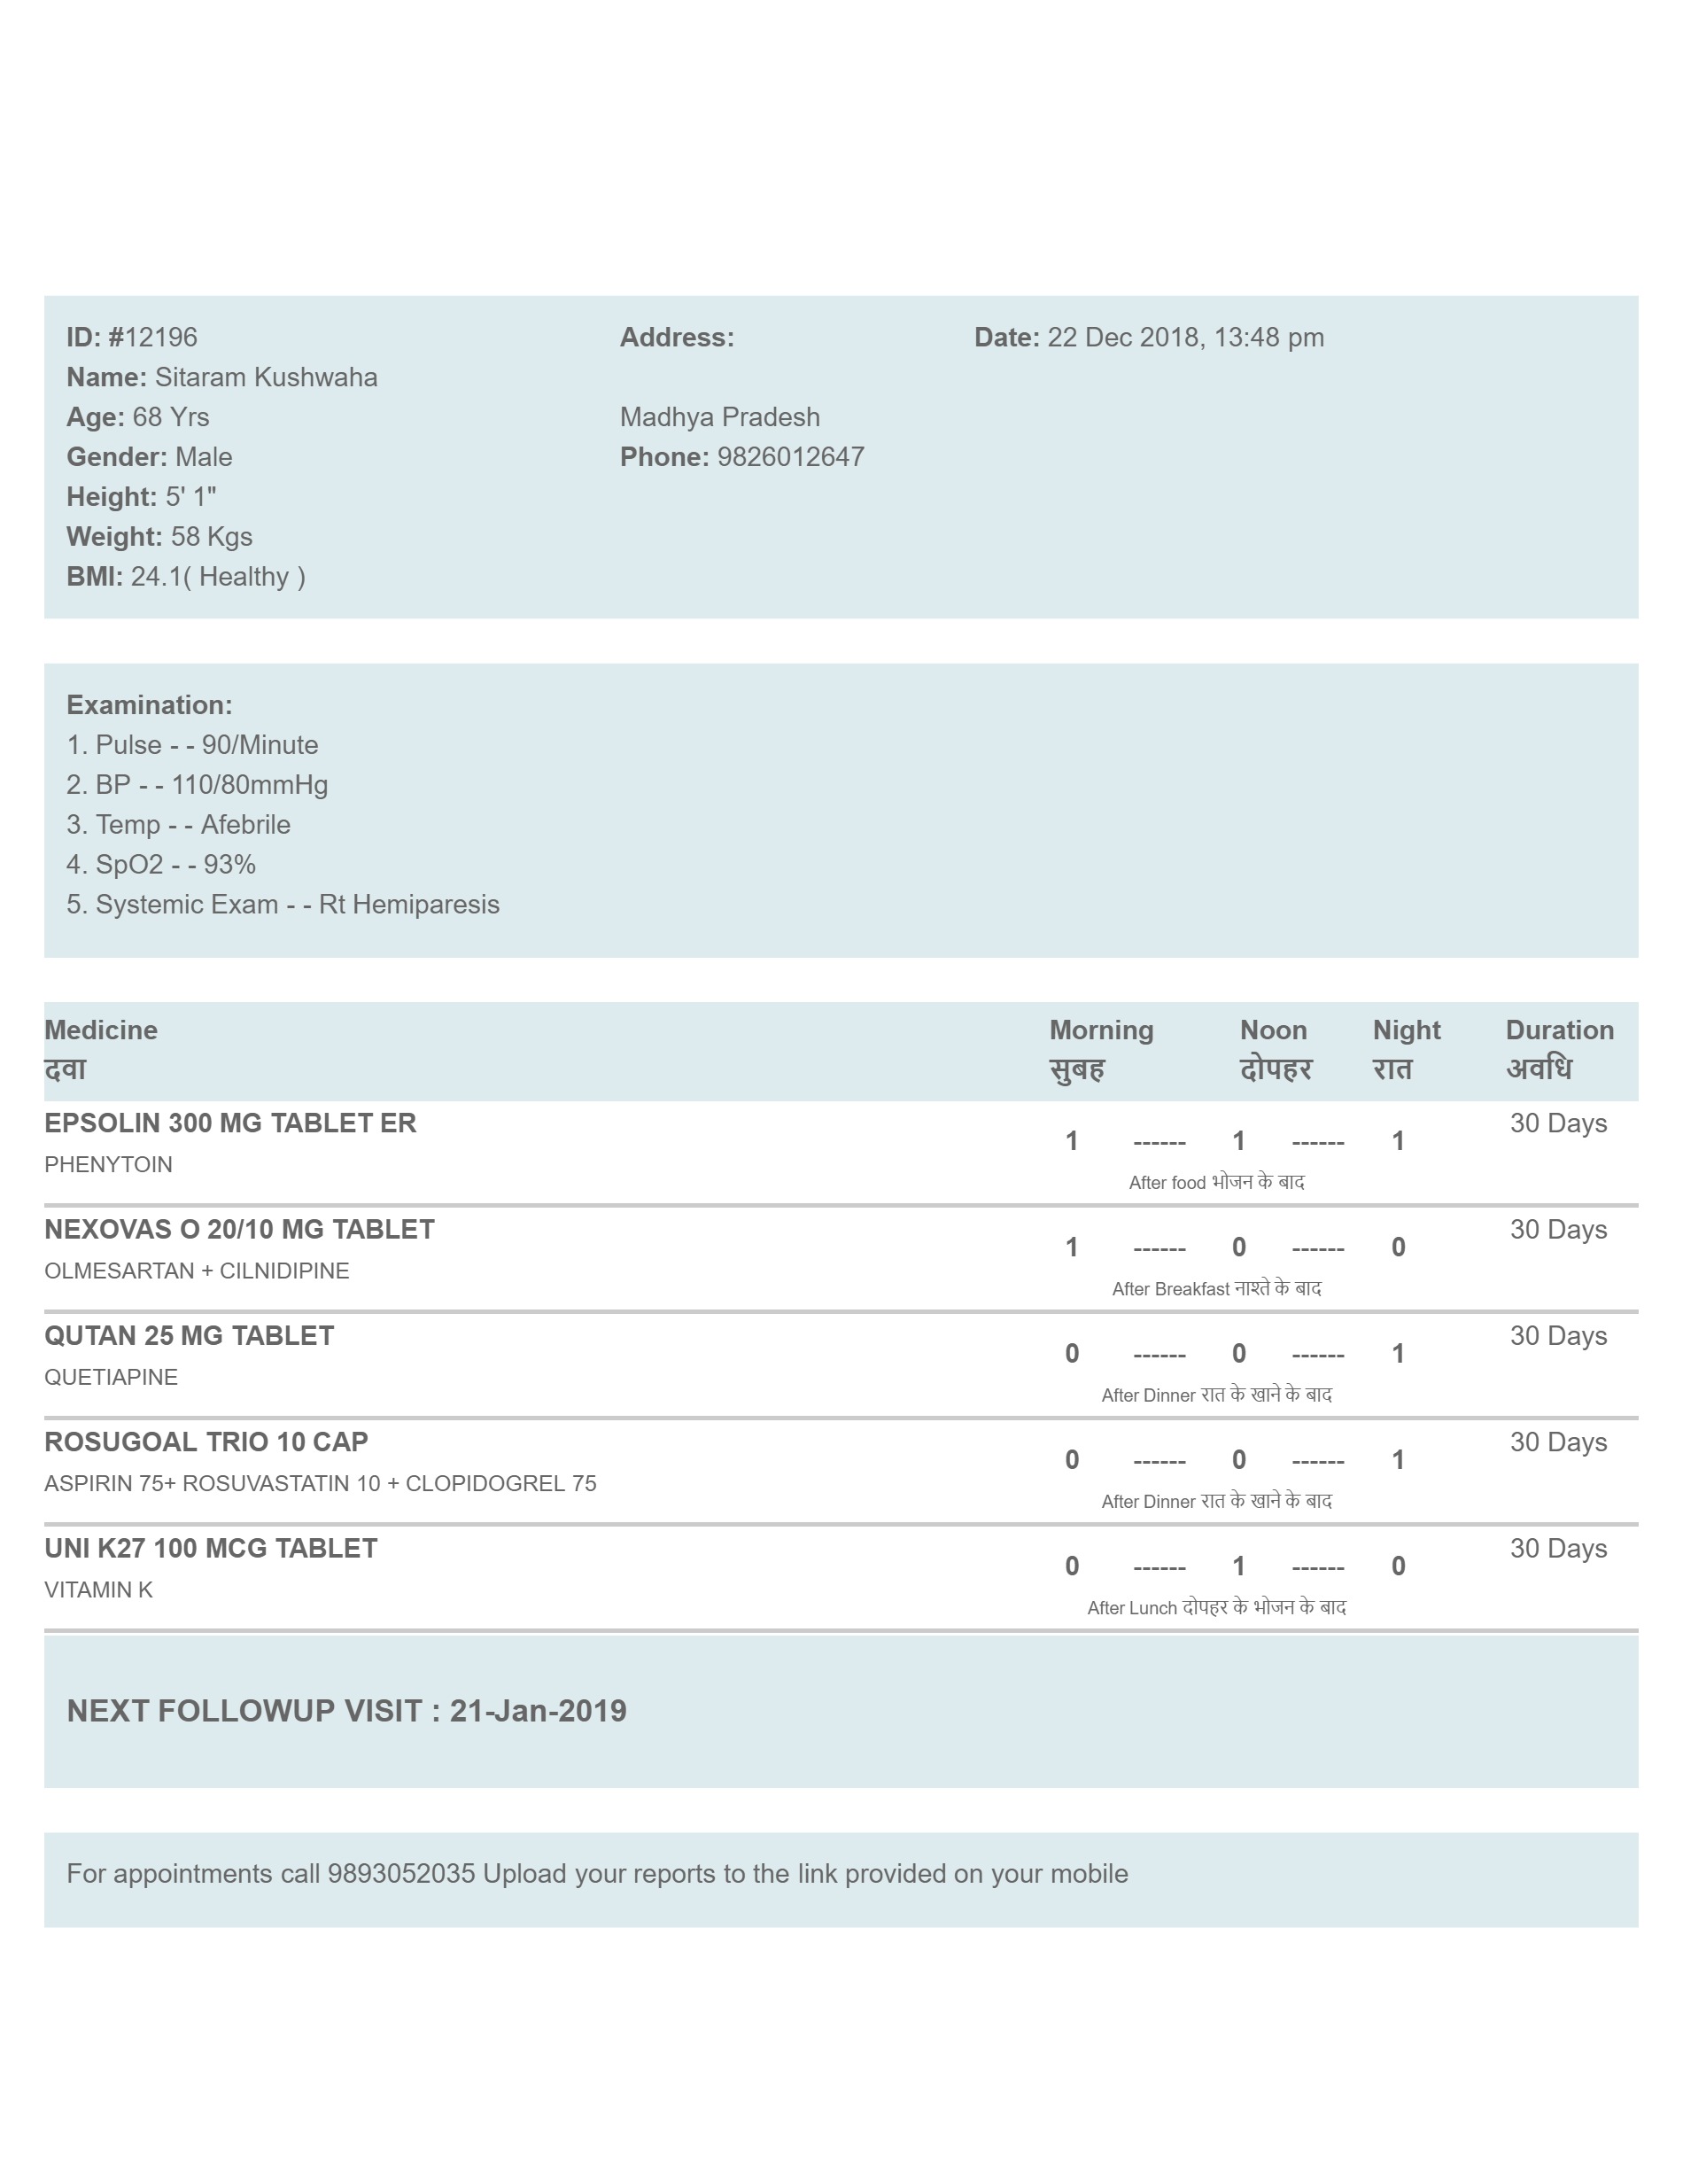 ID: #12196 Address: Date: 22 Dec 2018, 13:48 pm
Name: Sitaram Kushwaha
Age: 68 Yrs Madhya Pradesh
Gender: Male Phone: 9826012647
Height: 5' 1"
Weight: 58 Kgs
BMI: 24.1( Healthy )
Examination:
1. Pulse - - 90/Minute
2. BP - - 110/80mmHg
3. Temp - - Afebrile
4. SpO2 - - 93%
5. Systemic Exam - - Rt Hemiparesis
Medicine Morning Noon Night Duration
दवा सुबह दोपहर रात अवधि
EPSOLIN 300 MG TABLET ER 30 Days
1 ------ 1 ------ 1
PHENYTOIN
After food भोजन के बाद
NEXOVAS O 20/10 MG TABLET 30 Days
1 ------ 0 ------ 0
OLMESARTAN + CILNIDIPINE
After Breakfast नाश्ते के बाद
QUTAN 25 MG TABLET 30 Days
0 ------ 0 ------ 1
QUETIAPINE
After Dinner रात के खाने के बाद
ROSUGOAL TRIO 10 CAP 30 Days
0 ------ 0 ------ 1
ASPIRIN 75+ ROSUVASTATIN 10 + CLOPIDOGREL 75
After Dinner रात के खाने के बाद
UNI K27 100 MCG TABLET 30 Days
0 ------ 1 ------ 0
VITAMIN K
After Lunch दोपहर के भोजन के बाद
NEXT FOLLOWUP VISIT : 21-Jan-2019
For appointments call 9893052035 Upload your reports to the link provided on your mobile